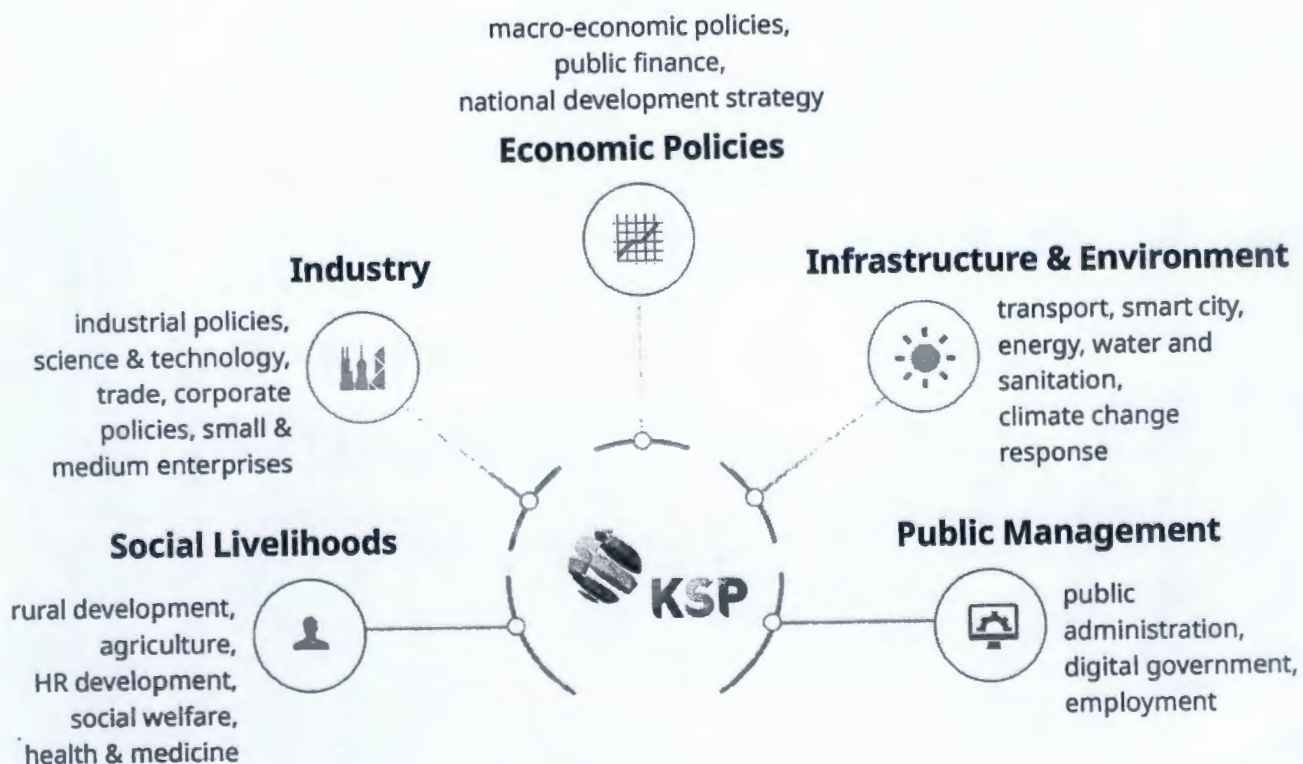 macro-economic policies,
public finance,
national development strategy
Economic Policies
Industry
industrial policies,
science & technology,
trade, corporate
policies, small &
medium enterprises
Infrastructure & Environment
transport, smart city,
energy, water and
sanitation,
climate change
response
Social Livelihoods
rural development,
agriculture,
HR development,
social welfare,
health & medicine
KSP
Public Management
public
administration,
digital government,
employment